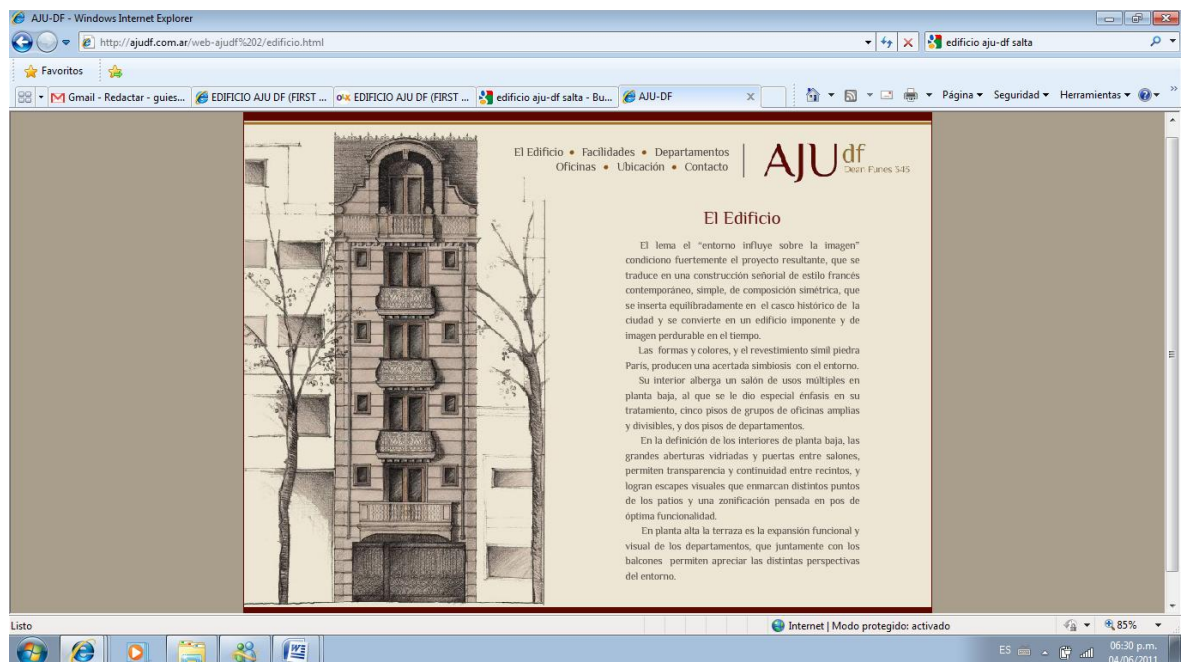 AJU-DF - Windows Internet Explorer
http://ajudf.com.ar/web-ajudf%202/edificio.html
edificio aju-df salta
Favoritos
Gmail - Redactar - guies...
EDIFICIO AJU DF (FIRST ...
OLX EDIFICIO AJU DF (FIRST ...
edificio aju-df salta - Bu...
AJU-DF
Página
Seguridad
Herramientas
El Edificio • Facilidades • Departamentos
Oficinas • Ubicación • Contacto
AJU df
Dean Funes 545
El Edificio
El lema el “entorno influye sobre la imagen”
condiciono fuertemente el proyecto resultante, que se
traduce en una construcción señorial de estilo francés
contemporáneo, simple, de composición simétrica, que
se inserta equilibradamente en el casco histórico de la
ciudad y se convierte en un edificio imponente y de
imagen perdurable en el tiempo.
Las formas y colores, y el revestimiento simil piedra
Paris, producen una acertada simbiosis con el entorno.
Su interior alberga un salón de usos múltiples en
planta baja, al que se le dio especial énfasis en su
tratamiento, cinco pisos de grupos de oficinas amplias
y divisibles, y dos pisos de departamentos.
En la definición de los interiores de planta baja, las
grandes aberturas vidriadas y puertas entre salones,
permiten transparencia y continuidad entre recintos, y
logran escapes visuales que enmarcan distintos puntos
de los patios y una zonificación pensada en pos de
óptima funcionalidad.
En planta alta la terraza es la expansión funcional y
visual de los departamentos, que juntamente con los
balcones permiten apreciar las distintas perspectivas
del entorno.
Listo
Internet | Modo protegido: activado
85%
ES
06:30 p.m.
04/06/2011